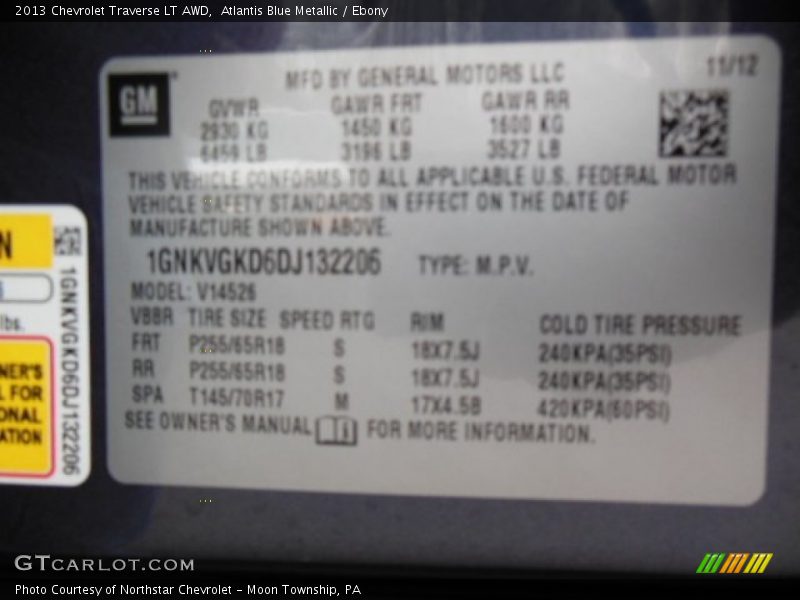 2013 Chevrolet Traverse LT AWD,  Atlantis Blue Metallic / Ebony
11/12
MFD BY GENERAL MOTORS LLC
GM
GVWR GAWR FRT GAWR RR
2930 KG 1450 KG 1600 KG
6459 LB 3196 LB 3527 LB
THIS VEHICLE CONFORMS TO ALL APPLICABLE U.S. FEDERAL MOTOR
VEHICLE SAFETY STANDARDS IN EFFECT ON THE DATE OF
MANUFACTURE SHOWN ABOVE.
1GNKVGKD6DJ132206 TYPE: M.P.V.
MODEL: V14526
VBBR TIRE SIZE SPEED RTG RIM COLD TIRE PRESSURE
FRT P255/65R18 S 18X7.5J 240KPA(35PSI)
RR P255/65R18 S 18X7.5J 240KPA(35PSI)
SPA T145/70R17 M 17X4.5B 420KPA(60PSI)
SEE OWNER'S MANUAL FOR MORE INFORMATION.
N
lbs.
NER'S
L FOR
ONAL
ATION
1GNKVGKD6DJ132206
GTCARLOT.COM
Photo Courtesy of Northstar Chevrolet - Moon Township, PA